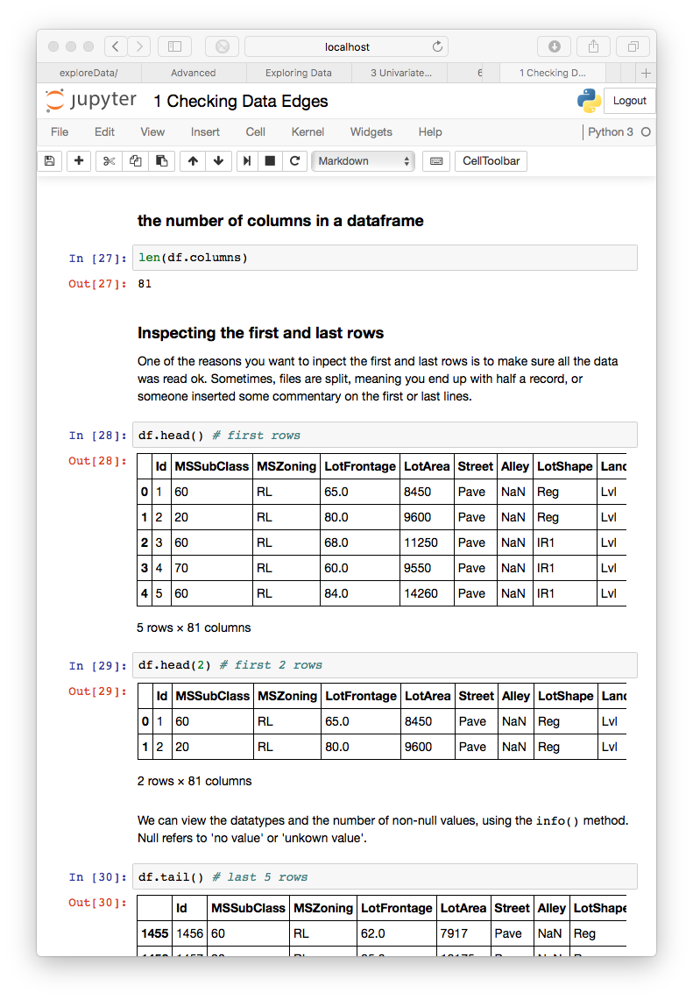 localhost
exploreData/ Advanced Exploring Data 3 Univariate... 6 1 Checking D...
jupyter 1 Checking Data Edges Logout
File Edit View Insert Cell Kernel Widgets Help Python 3
Markdown CellToolbar
the number of columns in a dataframe
In [27]: len(df.columns)
Out[27]: 81
Inspecting the first and last rows
One of the reasons you want to inpect the first and last rows is to make sure all the data
was read ok. Sometimes, files are split, meaning you end up with half a record, or
someone inserted some commentary on the first or last lines.
In [28]: df.head() # first rows
Out[28]: Id MSSubClass MSZoning LotFrontage LotArea Street Alley LotShape Land
0 1 60 RL 65.0 8450 Pave NaN Reg Lvl
1 2 20 RL 80.0 9600 Pave NaN Reg Lvl
2 3 60 RL 68.0 11250 Pave NaN IR1 Lvl
3 4 70 RL 60.0 9550 Pave NaN IR1 Lvl
4 5 60 RL 84.0 14260 Pave NaN IR1 Lvl
5 rows × 81 columns
In [29]: df.head(2) # first 2 rows
Out[29]: Id MSSubClass MSZoning LotFrontage LotArea Street Alley LotShape Land
0 1 60 RL 65.0 8450 Pave NaN Reg Lvl
1 2 20 RL 80.0 9600 Pave NaN Reg Lvl
2 rows × 81 columns
We can view the datatypes and the number of non-null values, using the info() method.
Null refers to 'no value' or 'unkown value'.
In [30]: df.tail() # last 5 rows
Out[30]: Id MSSubClass MSZoning LotFrontage LotArea Street Alley LotShape
1455 1456 60 RL 62.0 7917 Pave NaN Reg